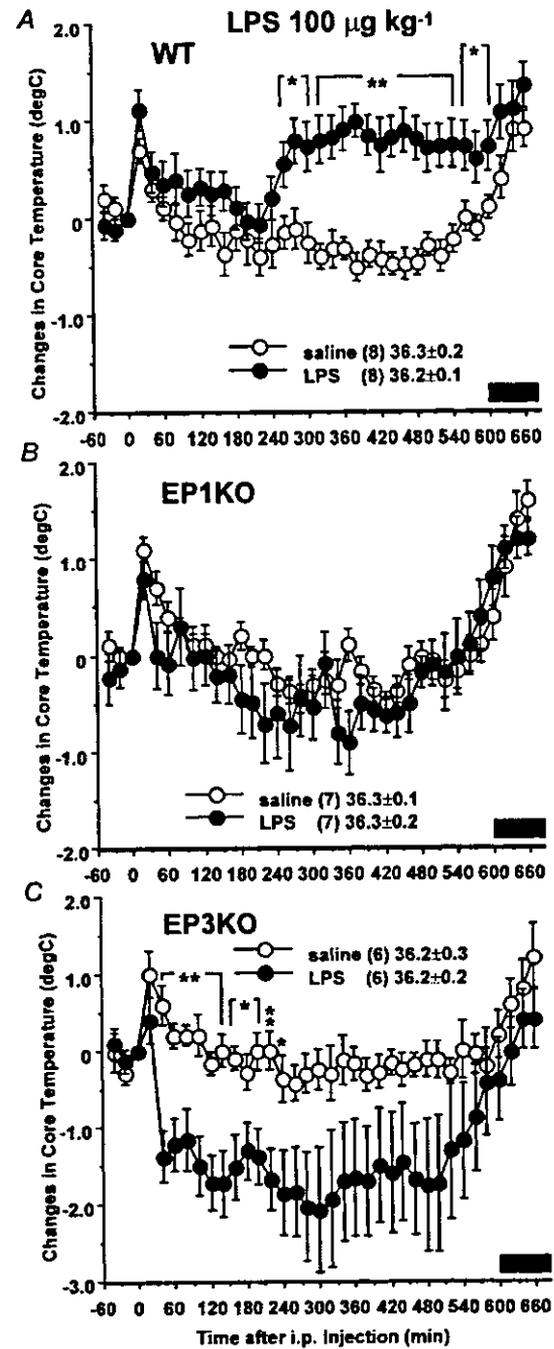 A
LPS 100 µg kg-1
WT
2.0
1.0
0
-1.0
-2.0
Changes in Core Temperature (degC)
* ** *
saline (8) 36.3±0.2
LPS (8) 36.2±0.1
-60 0 60 120 180 240 300 360 420 480 540 600 660
B
EP1KO
2.0
1.0
0
-1.0
-2.0
Changes in Core Temperature (degC)
saline (7) 36.3±0.1
LPS (7) 36.3±0.2
-60 0 60 120 180 240 300 360 420 480 540 600 660
C
EP3KO
2.0
1.0
0
-1.0
-2.0
-3.0
Changes in Core Temperature (degC)
saline (6) 36.2±0.3
LPS (6) 36.2±0.2
** * ** *
-60 0 60 120 180 240 300 360 420 480 540 600 660
Time after i.p. Injection (min)